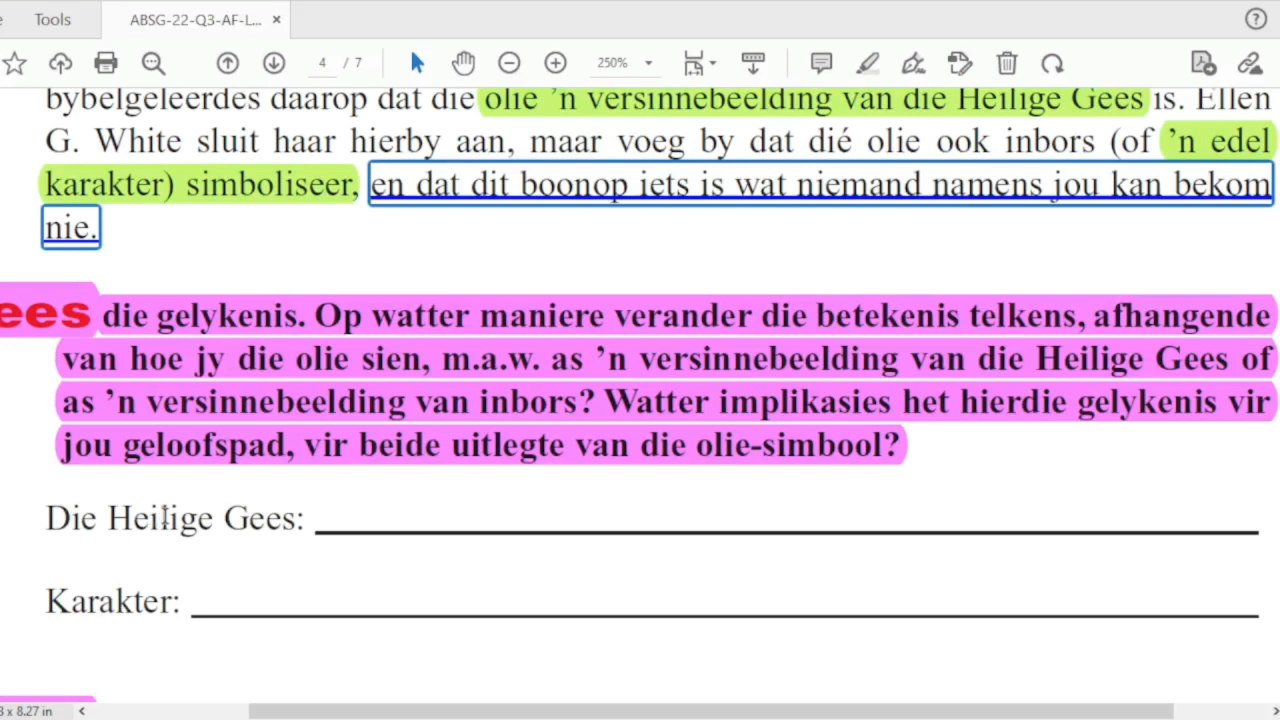 Tools
ABSG-22-Q3-AF-L... ×
4 / 7
250%
bybelgeleerdes daarop dat die olie ’n versinnebeelding van die Heilige Gees is. Ellen
G. White sluit haar hierby aan, maar voeg by dat dié olie ook inbors (of ’n edel
karakter) simboliseer, en dat dit boonop iets is wat niemand namens jou kan bekom
nie.
ees die gelykenis. Op watter maniere verander die betekenis telkens, afhangende
van hoe jy die olie sien, m.a.w. as ’n versinnebeelding van die Heilige Gees of
as ’n versinnebeelding van inbors? Watter implikasies het hierdie gelykenis vir
jou geloofspad, vir beide uitlegte van die olie-simbool?
Die Heilige Gees:
Karakter:
x 8.27 in